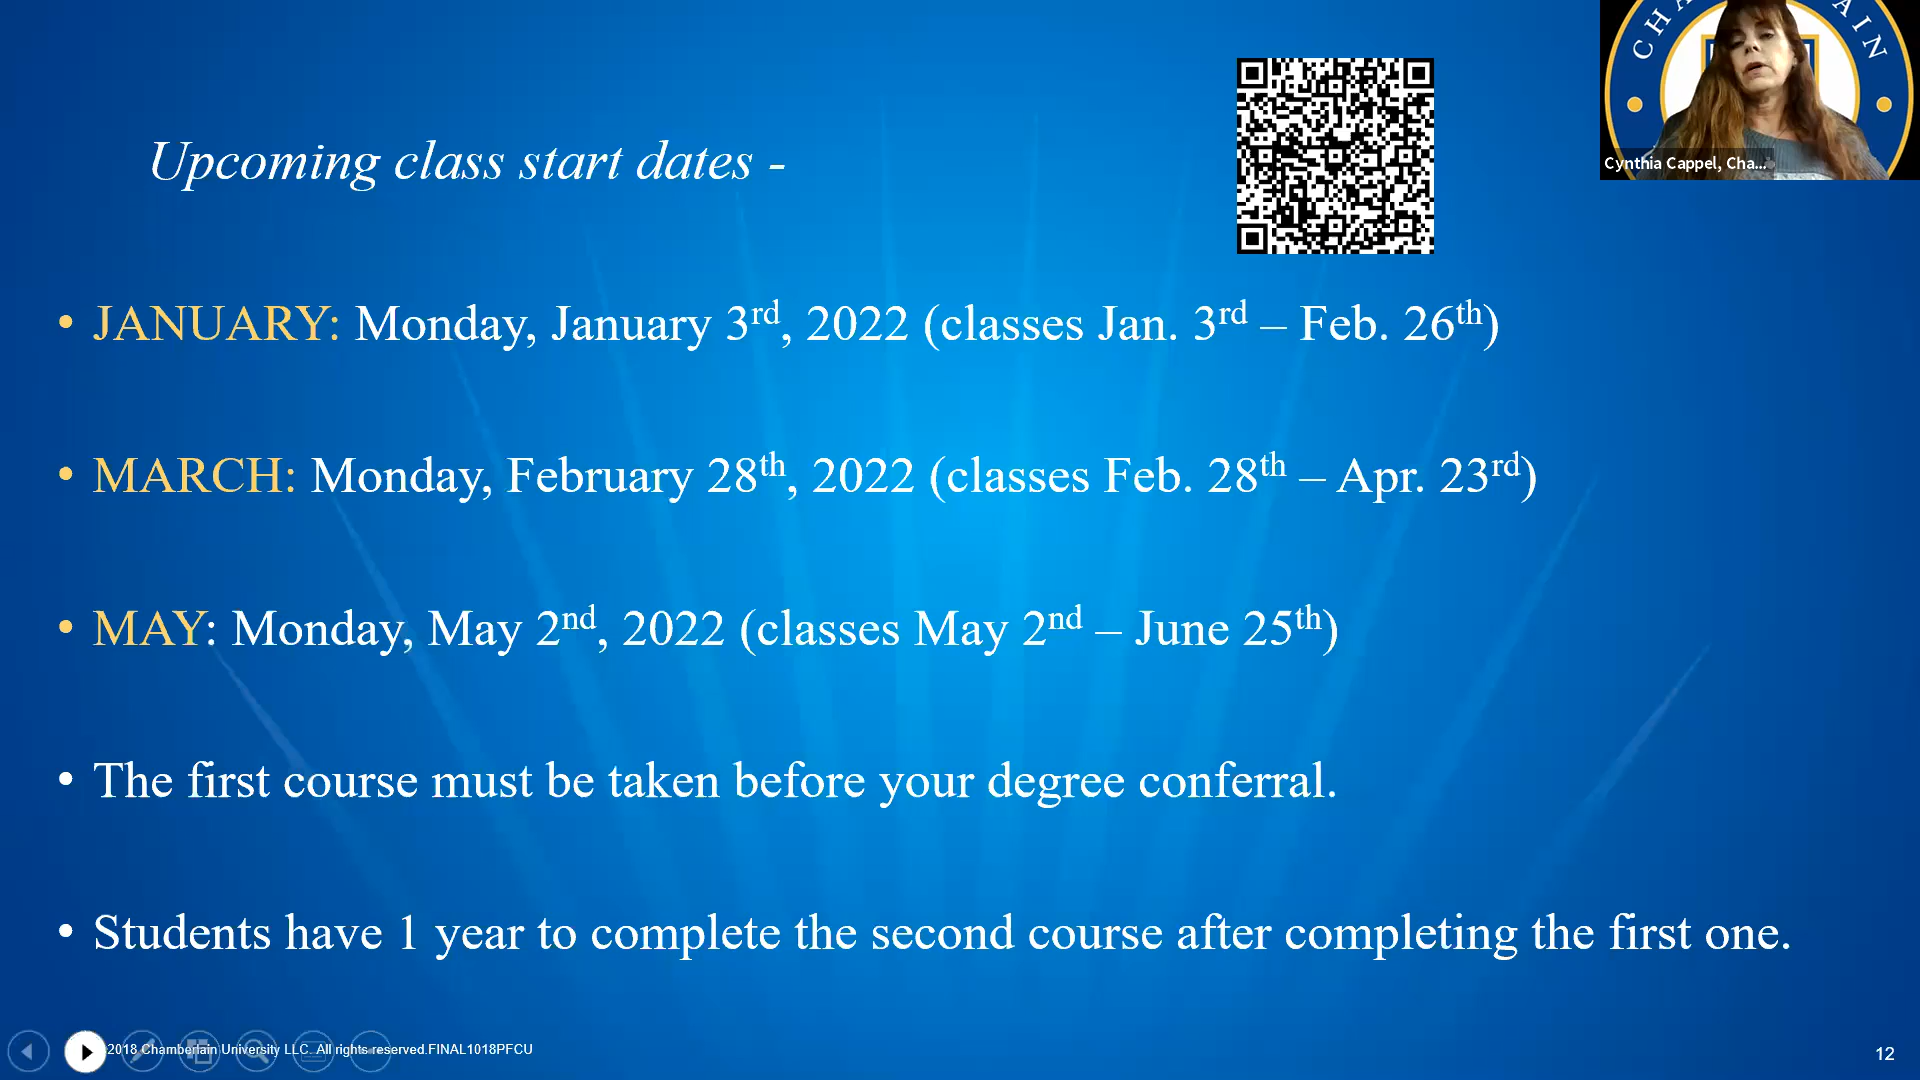 Upcoming class start dates -
CHA
AIN
Cynthia Cappel, Cha...
• JANUARY: Monday, January 3rd, 2022 (classes Jan. 3rd – Feb. 26th)
• MARCH: Monday, February 28th, 2022 (classes Feb. 28th – Apr. 23rd)
• MAY: Monday, May 2nd, 2022 (classes May 2nd – June 25th)
• The first course must be taken before your degree conferral.
• Students have 1 year to complete the second course after completing the first one.
2018 Chamberlain University LLC. All rights reserved.FINAL1018PFCU
12